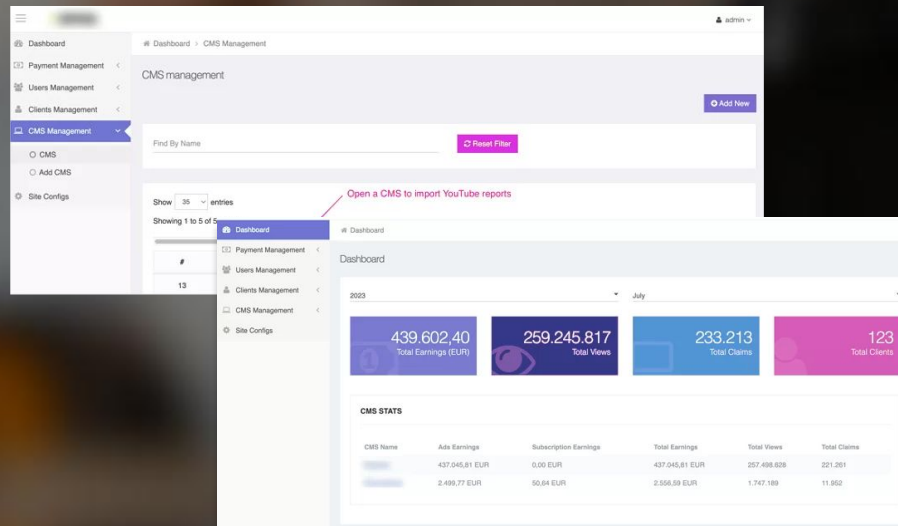 admin
Dashboard
Payment Management
Users Management
Clients Management
CMS Management
CMS
Add CMS
Site Configs
Dashboard > CMS Management
CMS management
Add New
Find By Name
Reset Filter
Open a CMS to import YouTube reports
Show 35 entries
Showing 1 to 5 of 5
#
13
Dashboard
Payment Management
Users Management
Clients Management
CMS Management
Site Configs
Dashboard
Dashboard
2023
July
439.602,40
Total Earnings (EUR)
259.245.817
Total Views
233.213
Total Claims
123
Total Clients
CMS STATS
CMS Name Ads Earnings Subscription Earnings Total Earnings Total Views Total Claims
437.045,81 EUR 0,00 EUR 437.045,81 EUR 257.498.628 221.261
2.499,77 EUR 50,64 EUR 2.556,59 EUR 1.747.189 11.952